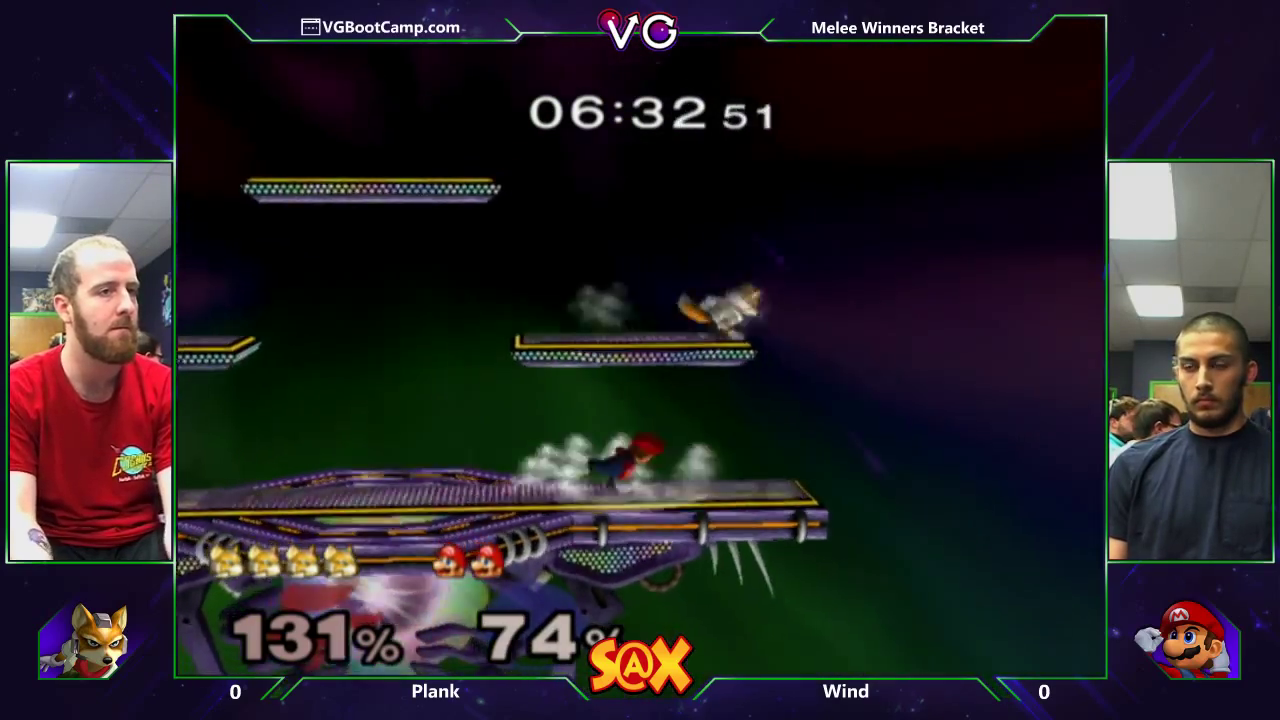 VGBootCamp.com
VG
Melee Winners Bracket
06:32 51
131%
74%
S@X
0
Plank
Wind
0